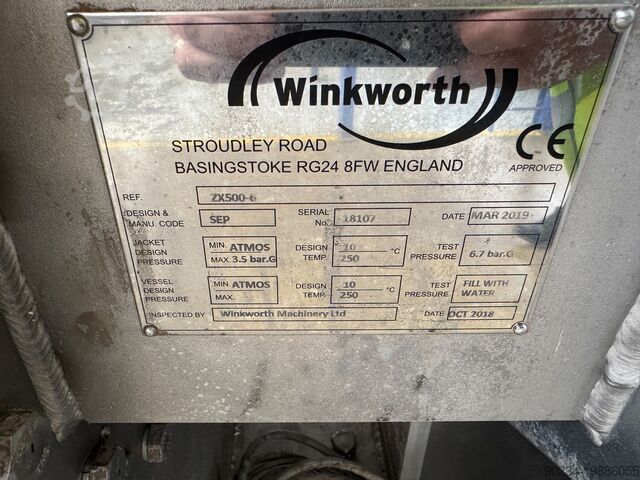 Winkworth
STROUDLEY ROAD
BASINGSTOKE RG24 8FW ENGLAND
CE
APPROVED
REF. ZX500-6
DESIGN & MANU. CODE SEP SERIAL No. 18107 DATE MAR 2019
JACKET DESIGN PRESSURE MIN. ATMOS MAX. 3.5 bar.G DESIGN TEMP. 10 250 °C TEST PRESSURE 6.7 bar.G
VESSEL DESIGN PRESSURE MIN ATMOS MAX. DESIGN TEMP. 10 250 °C TEST PRESSURE FILL WITH WATER
INSPECTED BY Winkworth Machinery Ltd DATE OCT 2018
90234-19886055